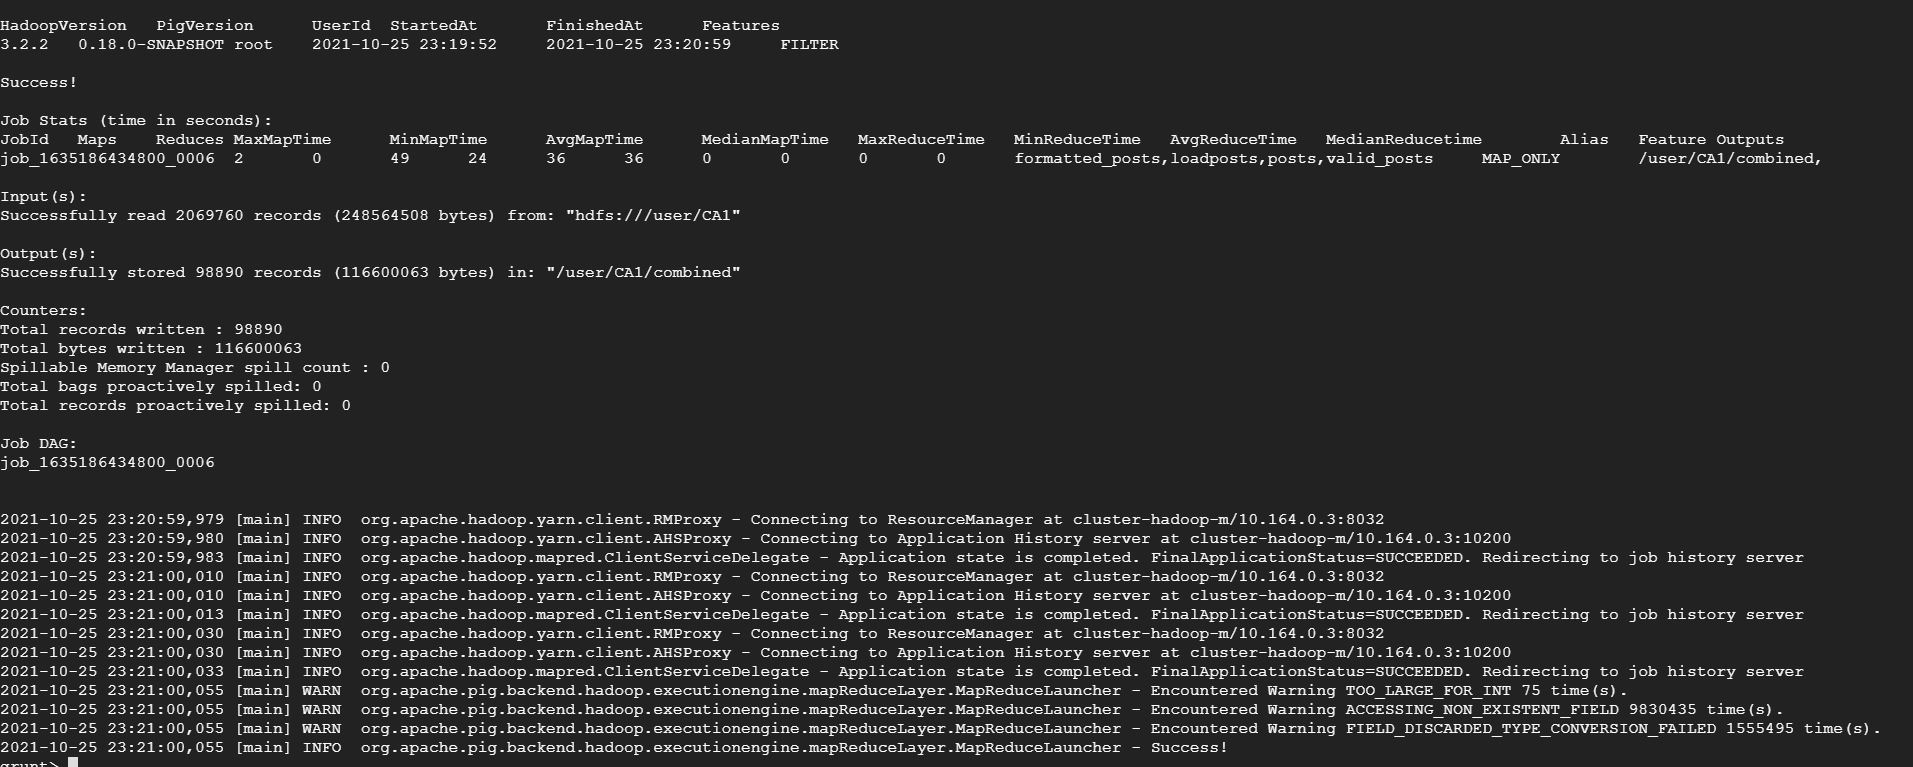 HadoopVersion PigVersion UserId StartedAt FinishedAt Features
3.2.2 0.18.0-SNAPSHOT root 2021-10-25 23:19:52 2021-10-25 23:20:59 FILTER
Success!
Job Stats (time in seconds):
JobId Maps Reduces MaxMapTime MinMapTime AvgMapTime MedianMapTime MaxReduceTime MinReduceTime AvgReduceTime MedianReducetime Alias Feature Outputs
job_1635186434800_0006 2 0 49 24 36 36 0 0 0 0 formatted_posts,loadposts,posts,valid_posts MAP_ONLY /user/CA1/combined,
Input(s):
Successfully read 2069760 records (248564508 bytes) from: "hdfs:///user/CA1"
Output(s):
Successfully stored 98890 records (116600063 bytes) in: "/user/CA1/combined"
Counters:
Total records written : 98890
Total bytes written : 116600063
Spillable Memory Manager spill count : 0
Total bags proactively spilled: 0
Total records proactively spilled: 0
Job DAG:
job_1635186434800_0006
2021-10-25 23:20:59,979 [main] INFO org.apache.hadoop.yarn.client.RMProxy - Connecting to ResourceManager at cluster-hadoop-m/10.164.0.3:8032
2021-10-25 23:20:59,980 [main] INFO org.apache.hadoop.yarn.client.AHSProxy - Connecting to Application History server at cluster-hadoop-m/10.164.0.3:10200
2021-10-25 23:20:59,983 [main] INFO org.apache.hadoop.mapred.ClientServiceDelegate - Application state is completed. FinalApplicationStatus=SUCCEEDED. Redirecting to job history server
2021-10-25 23:21:00,010 [main] INFO org.apache.hadoop.yarn.client.RMProxy - Connecting to ResourceManager at cluster-hadoop-m/10.164.0.3:8032
2021-10-25 23:21:00,010 [main] INFO org.apache.hadoop.yarn.client.AHSProxy - Connecting to Application History server at cluster-hadoop-m/10.164.0.3:10200
2021-10-25 23:21:00,013 [main] INFO org.apache.hadoop.mapred.ClientServiceDelegate - Application state is completed. FinalApplicationStatus=SUCCEEDED. Redirecting to job history server
2021-10-25 23:21:00,030 [main] INFO org.apache.hadoop.yarn.client.RMProxy - Connecting to ResourceManager at cluster-hadoop-m/10.164.0.3:8032
2021-10-25 23:21:00,030 [main] INFO org.apache.hadoop.yarn.client.AHSProxy - Connecting to Application History server at cluster-hadoop-m/10.164.0.3:10200
2021-10-25 23:21:00,033 [main] INFO org.apache.hadoop.mapred.ClientServiceDelegate - Application state is completed. FinalApplicationStatus=SUCCEEDED. Redirecting to job history server
2021-10-25 23:21:00,055 [main] WARN org.apache.pig.backend.hadoop.executionengine.mapReduceLayer.MapReduceLauncher - Encountered Warning TOO_LARGE_FOR_INT 75 time(s).
2021-10-25 23:21:00,055 [main] WARN org.apache.pig.backend.hadoop.executionengine.mapReduceLayer.MapReduceLauncher - Encountered Warning ACCESSING_NON_EXISTENT_FIELD 9830435 time(s).
2021-10-25 23:21:00,055 [main] WARN org.apache.pig.backend.hadoop.executionengine.mapReduceLayer.MapReduceLauncher - Encountered Warning FIELD_DISCARDED_TYPE_CONVERSION_FAILED 1555495 time(s).
2021-10-25 23:21:00,055 [main] INFO org.apache.pig.backend.hadoop.executionengine.mapReduceLayer.MapReduceLauncher - Success!
grunt>